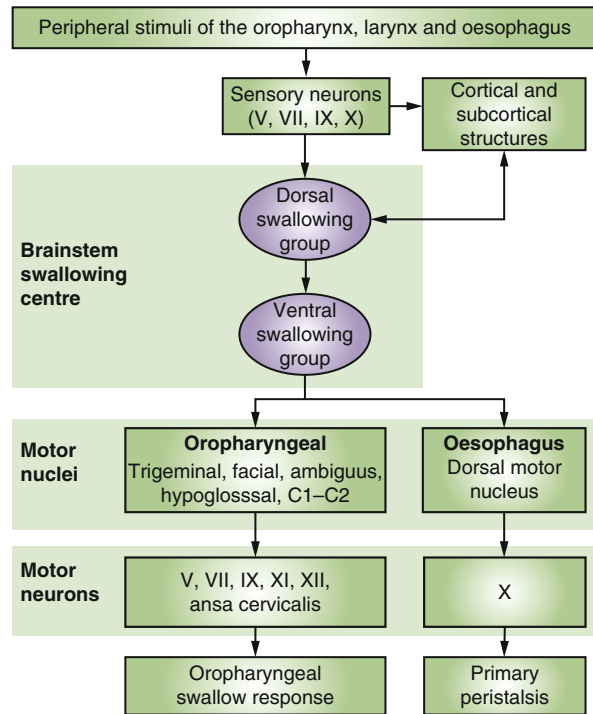 Peripheral stimuli of the oropharynx, larynx and oesophagus
Sensory neurons
(V, VII, IX, X)
Cortical and
subcortical
structures
Brainstem
swallowing
centre
Dorsal
swallowing
group
Ventral
swallowing
group
Motor
nuclei
Oropharyngeal
Trigeminal, facial, ambiguus,
hypoglosssal, C1–C2
Oesophagus
Dorsal motor
nucleus
Motor
neurons
V, VII, IX, XI, XII,
ansa cervicalis
X
Oropharyngeal
swallow response
Primary
peristalsis